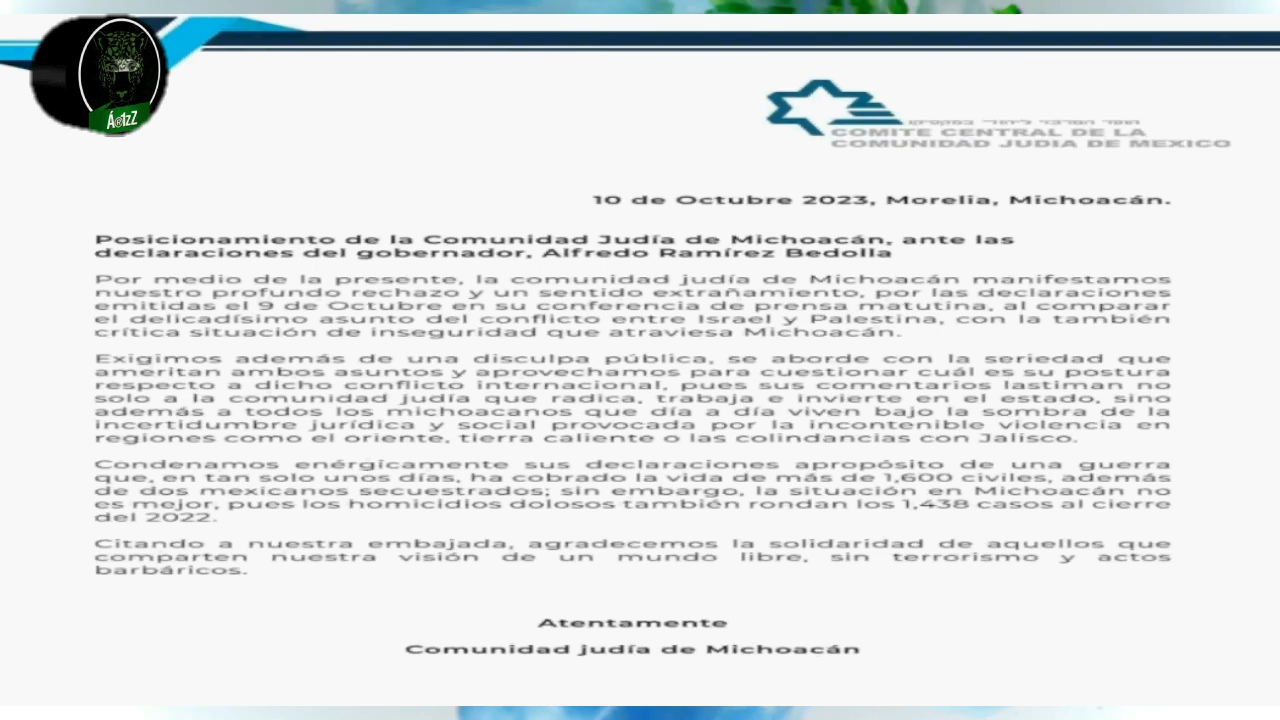 Á®1zZ
COMITE CENTRAL DE LA
COMUNIDAD JUDIA DE MEXICO
10 de Octubre 2023, Morelia, Michoacán.
Posicionamiento de la Comunidad Judía de Michoacán, ante las
declaraciones del gobernador, Alfredo Ramírez Bedolla
Por medio de la presente, la comunidad judía de Michoacán manifestamos
nuestro profundo rechazo y un sentido extrañamiento, por las declaraciones
emitidas el 9 de Octubre en su conferencia de prensa matutina, al comparar
el delicadísimo asunto del conflicto entre Israel y Palestina, con la también
crítica situación de inseguridad que atraviesa Michoacán.
Exigimos además de una disculpa pública, se aborde con la seriedad que
ameritan ambos asuntos y aprovechamos para cuestionar cuál es su postura
respecto a dicho conflicto internacional, pues sus comentarios lastiman no
solo a la comunidad judía que radica, trabaja e invierte en el estado, sino
además a todos los michoacanos que día a día viven bajo la sombra de la
incertidumbre jurídica y social provocada por la incontenible violencia en
regiones como el oriente, tierra caliente o las colindancias con Jalisco.
Condenamos enérgicamente sus declaraciones apropósito de una guerra
que, en tan solo unos días, ha cobrado la vida de más de 1,600 civiles, además
de dos mexicanos secuestrados; sin embargo, la situación en Michoacán no
es mejor, pues los homicidios dolosos también rondan los 1,438 casos al cierre
del 2022.
Citando a nuestra embajada, agradecemos la solidaridad de aquellos que
comparten nuestra visión de un mundo libre, sin terrorismo y actos
barbáricos.
Atentamente
Comunidad judía de Michoacán